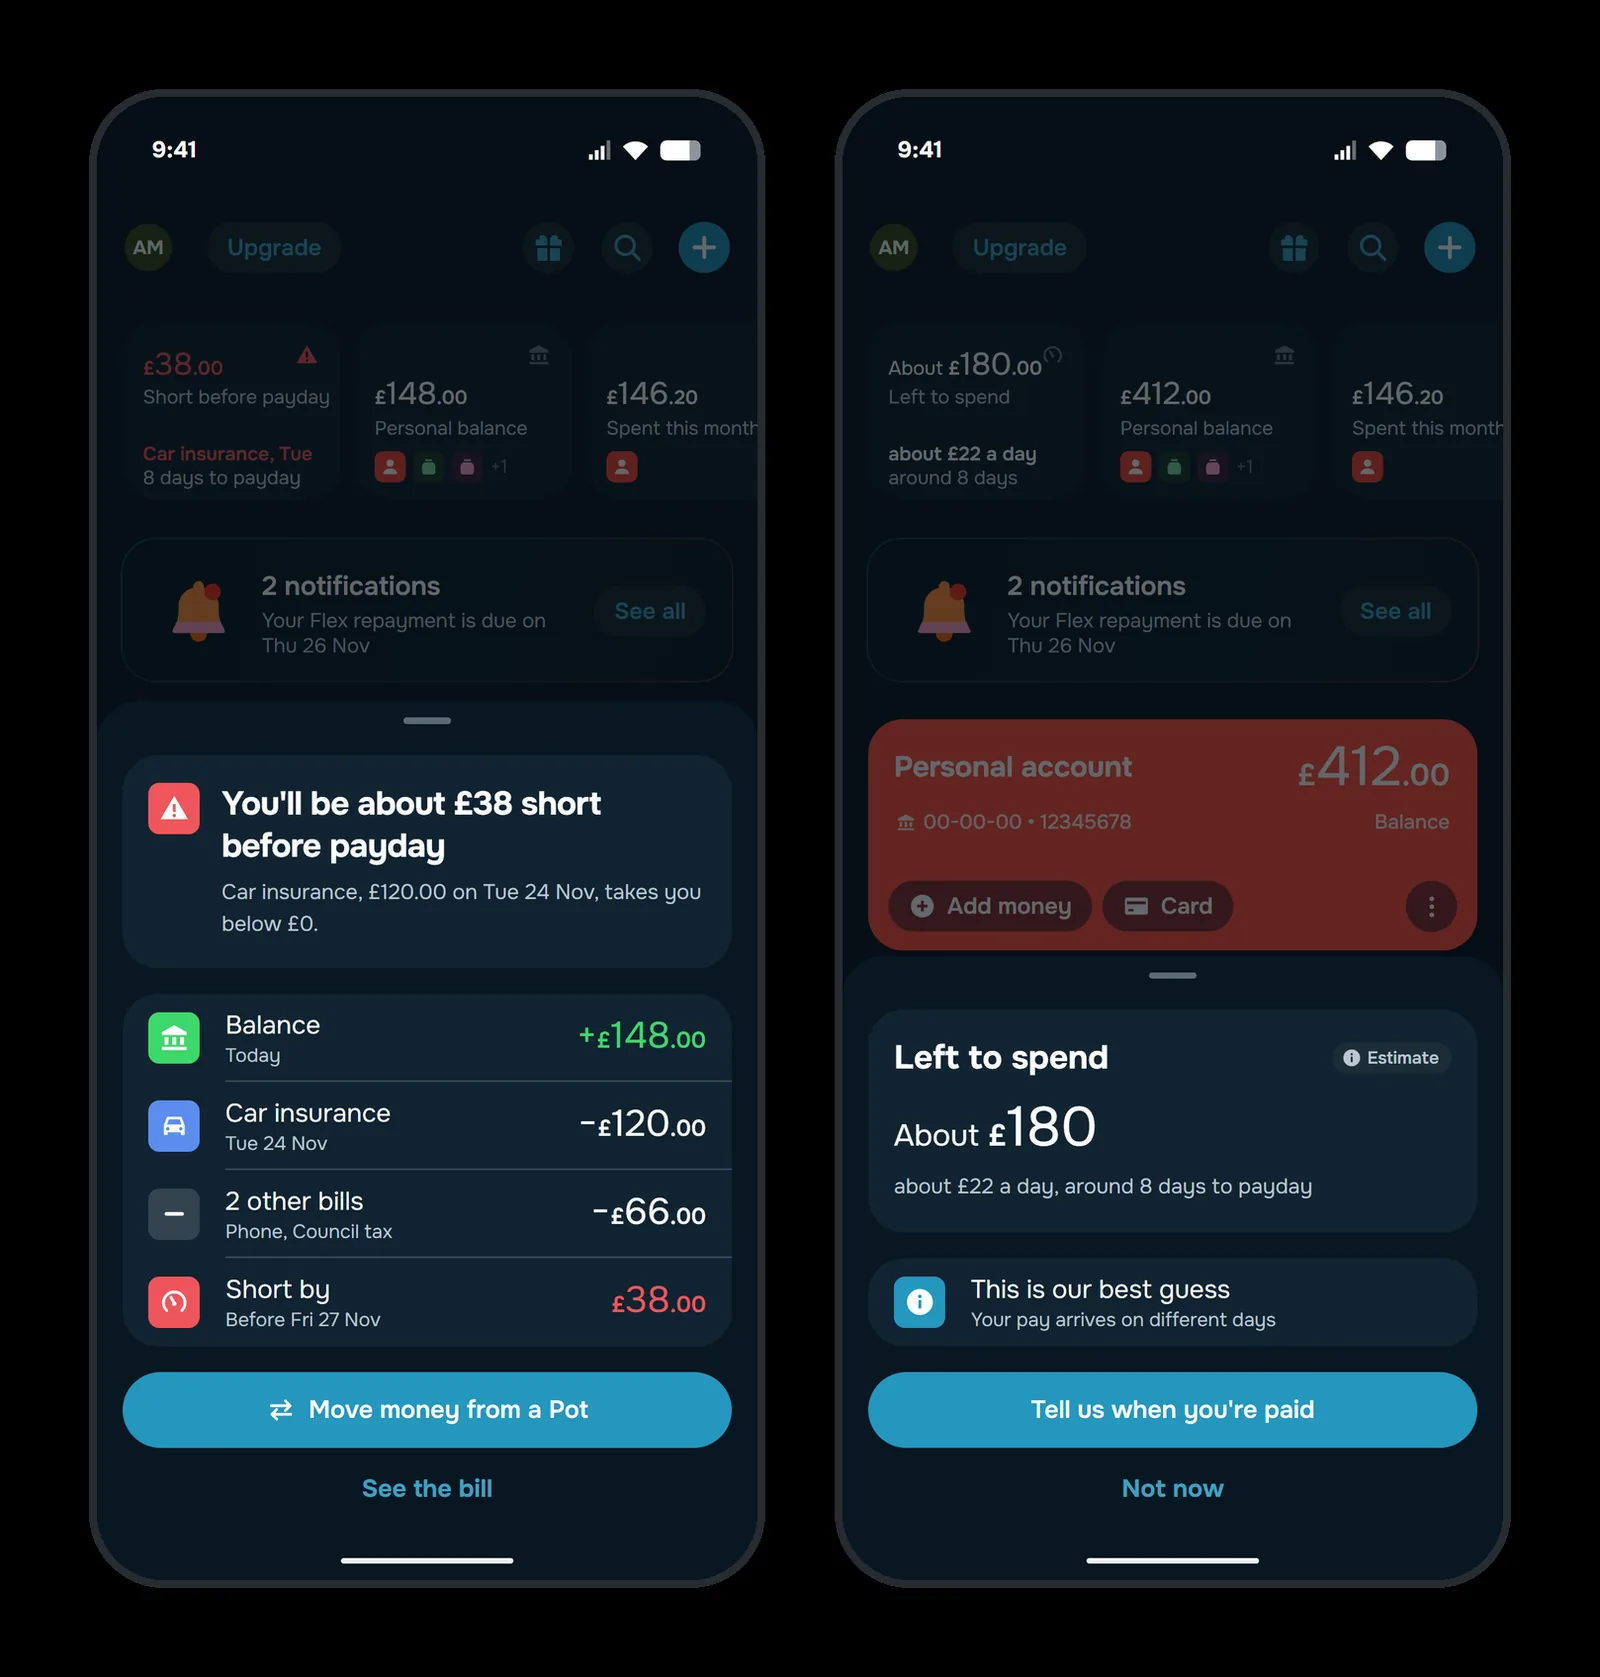 9:41
AM
Upgrade
£38.00
Short before payday
Car insurance, Tue
8 days to payday
£148.00
Personal balance
+1
£146.20
Spent this month
2 notifications
Your Flex repayment is due on
Thu 26 Nov
See all
You'll be about £38 short
before payday
Car insurance, £120.00 on Tue 24 Nov, takes you
below £0.
Balance
Today
+£148.00
Car insurance
Tue 24 Nov
−£120.00
2 other bills
Phone, Council tax
−£66.00
Short by
Before Fri 27 Nov
£38.00
Move money from a Pot
See the bill
9:41
AM
Upgrade
About £180.00
Left to spend
about £22 a day
around 8 days
£412.00
Personal balance
+1
£146.20
Spent this month
2 notifications
Your Flex repayment is due on
Thu 26 Nov
See all
Personal account
£412.00
00-00-00 • 12345678
Balance
Add money
Card
Left to spend
Estimate
About £180
about £22 a day, around 8 days to payday
This is our best guess
Your pay arrives on different days
Tell us when you're paid
Not now